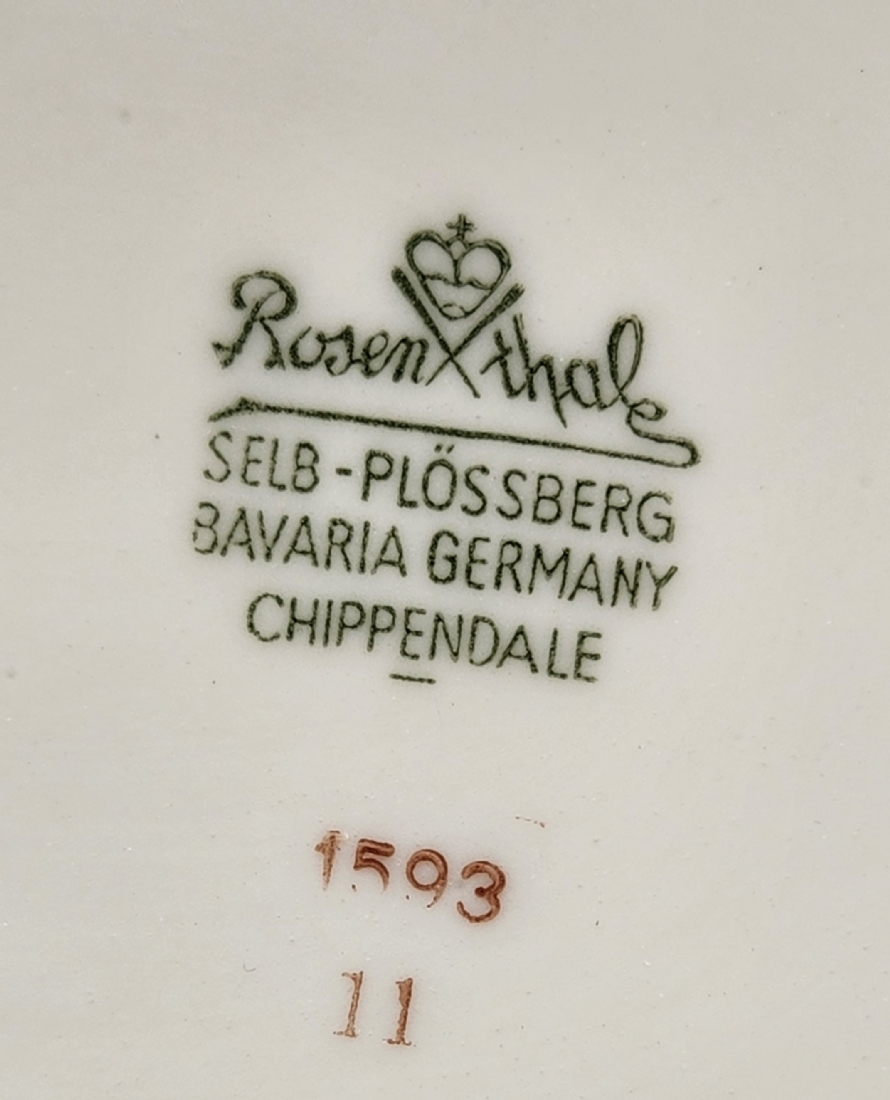 Rosenthal
SELB-PLÖSSBERG
BAVARIA GERMANY
CHIPPENDALE
1593
11